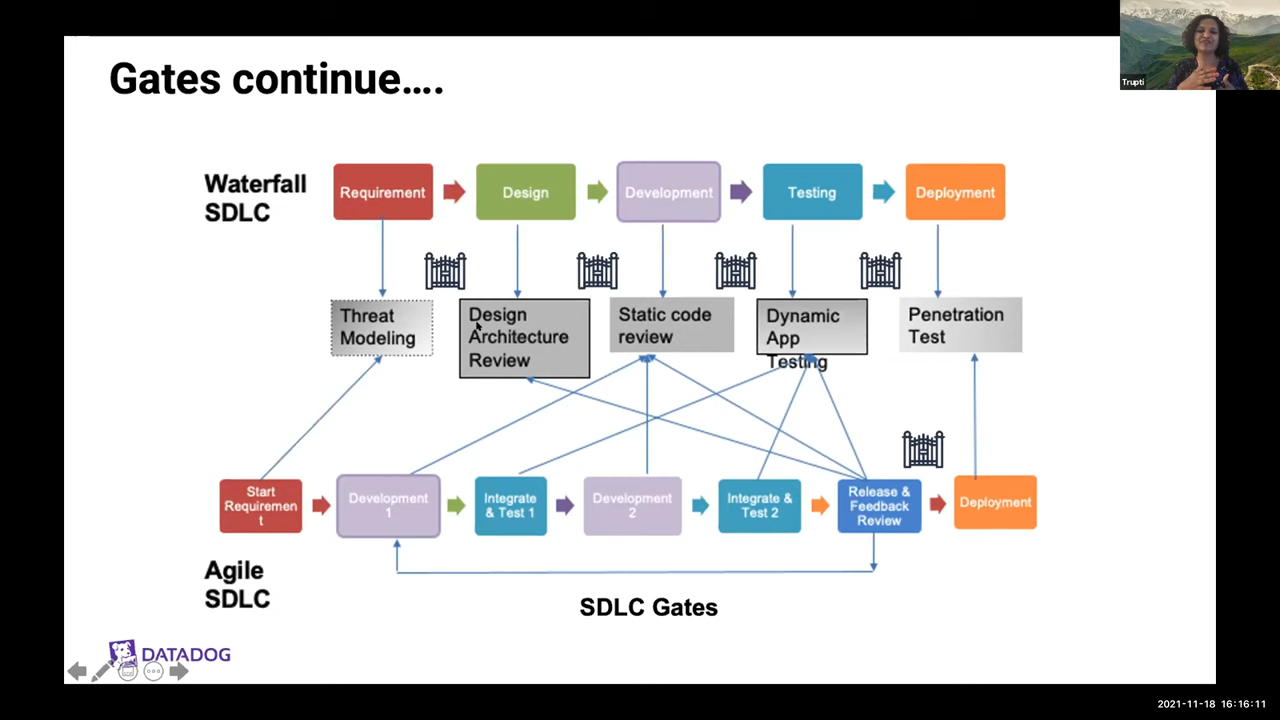 Gates continue….
Trupti
Waterfall
SDLC
Requirement
Design
Development
Testing
Deployment
Threat
Modeling
Design
Architecture
Review
Static code
review
Dynamic
App
Testing
Penetration
Test
Start
Requiremen
t
Development
1
Integrate
& Test 1
Development
2
Integrate &
Test 2
Release &
Feedback
Review
Deployment
Agile
SDLC
SDLC Gates
DATADOG
2021-11-18 16:16:11